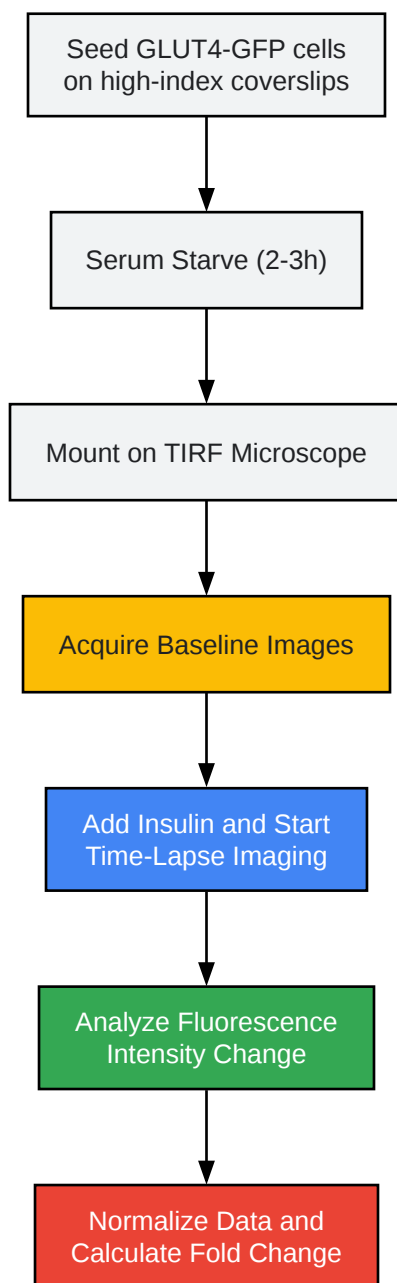 Seed GLUT4-GFP cells
on high-index coverslips
Serum Starve (2-3h)
Mount on TIRF Microscope
Acquire Baseline Images
Add Insulin and Start
Time-Lapse Imaging
Analyze Fluorescence
Intensity Change
Normalize Data and
Calculate Fold Change